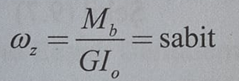 ω_z = M_b / GI_o = sabit